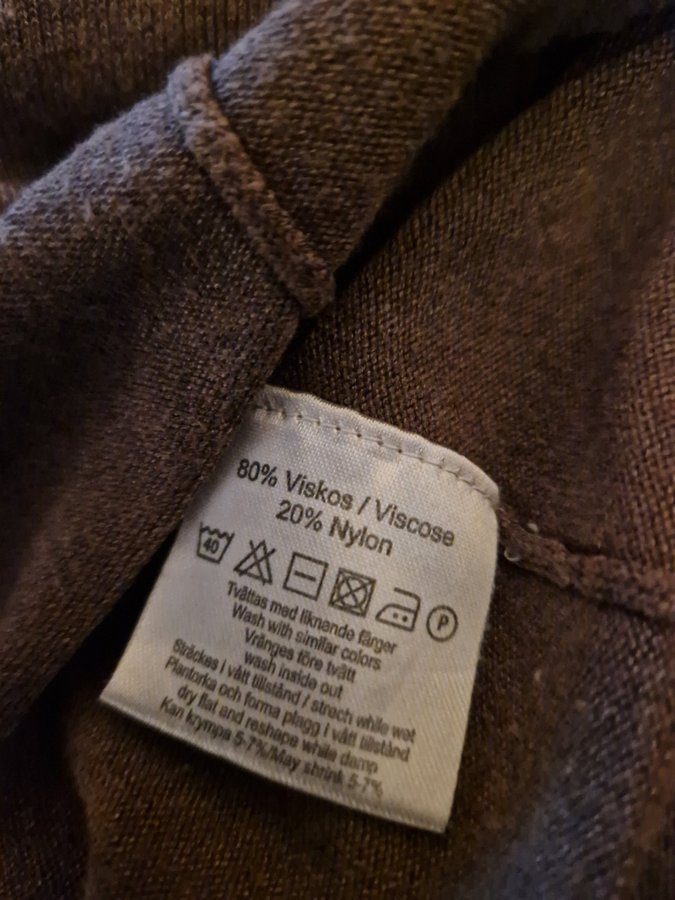 80% Viskos / Viscose
20% Nylon
40 P
Tvättas med liknande färger
Wash with similar colors
Vränges före tvätt
wash inside out
Sträckes i vått tillstånd / strech while wet
Plantorka och forma plagg i vått tillstånd
dry flat and reshape while damp
Kan krympa 5-7%/May shrink 5-7%